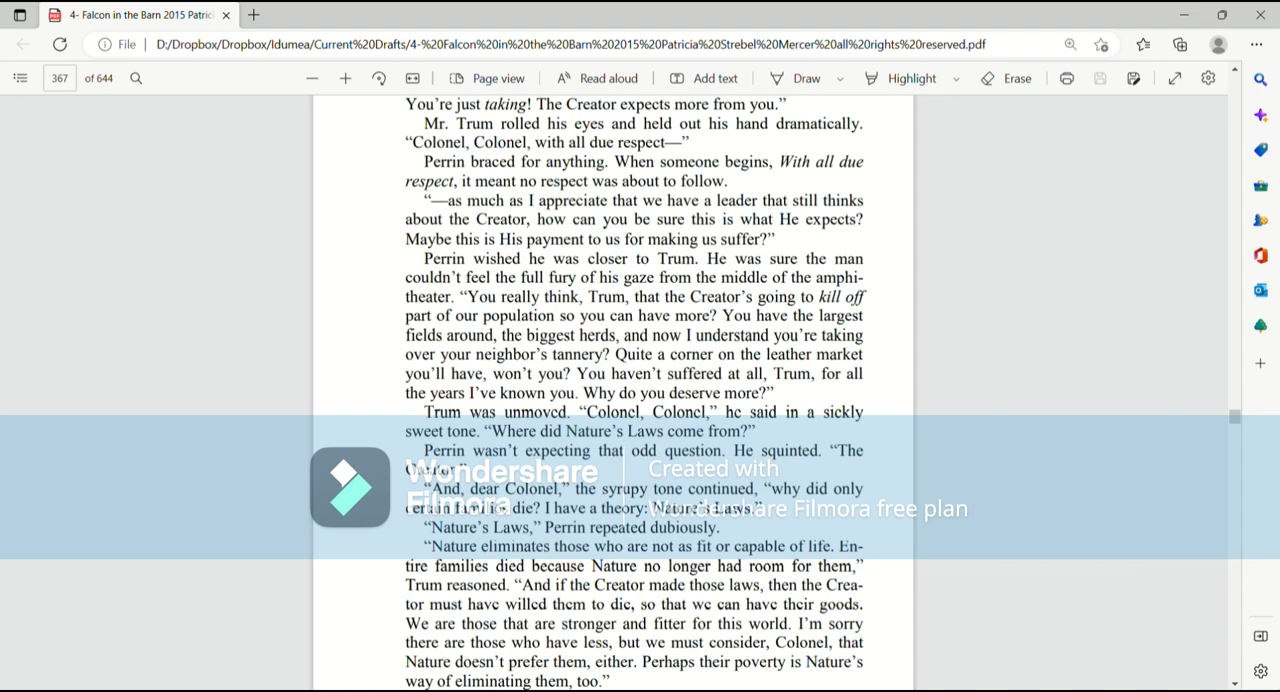 4- Falcon in the Barn 2015 Patric
File D:/Dropbox/Dropbox/Idumea/Current%20Drafts/4-%20Falcon%20in%20the%20Barn%202015%20Patricia%20Strebel%20Mercer%20all%20rights%20reserved.pdf
367 of 644 Page view Read aloud Add text Draw Highlight Erase
You’re just taking! The Creator expects more from you.”
Mr. Trum rolled his eyes and held out his hand dramatically.
“Colonel, Colonel, with all due respect—”
Perrin braced for anything. When someone begins, With all due
respect, it meant no respect was about to follow.
“—as much as I appreciate that we have a leader that still thinks
about the Creator, how can you be sure this is what He expects?
Maybe this is His payment to us for making us suffer?”
Perrin wished he was closer to Trum. He was sure the man
couldn’t feel the full fury of his gaze from the middle of the amphi-
theater. “You really think, Trum, that the Creator’s going to kill off
part of our population so you can have more? You have the largest
fields around, the biggest herds, and now I understand you’re taking
over your neighbor’s tannery? Quite a corner on the leather market
you’ll have, won’t you? You haven’t suffered at all, Trum, for all
the years I’ve known you. Why do you deserve more?”
Trum was unmoved. “Colonel, Colonel,” he said in a sickly
sweet tone. “Where did Nature’s Laws come from?”
Perrin wasn’t expecting that odd question. He squinted. “The
Creator.”
“And, dear Colonel,” the syrupy tone continued, “why did only
certain families die? I have a theory: Nature’s Laws.”
“Nature’s Laws,” Perrin repeated dubiously.
“Nature eliminates those who are not as fit or capable of life. En-
tire families died because Nature no longer had room for them,”
Trum reasoned. “And if the Creator made those laws, then the Crea-
tor must have willed them to die, so that we can have their goods.
We are those that are stronger and fitter for this world. I’m sorry
there are those who have less, but we must consider, Colonel, that
Nature doesn’t prefer them, either. Perhaps their poverty is Nature’s
way of eliminating them, too.”
Wondershare
Filmora
Created with
Wondershare Filmora free plan